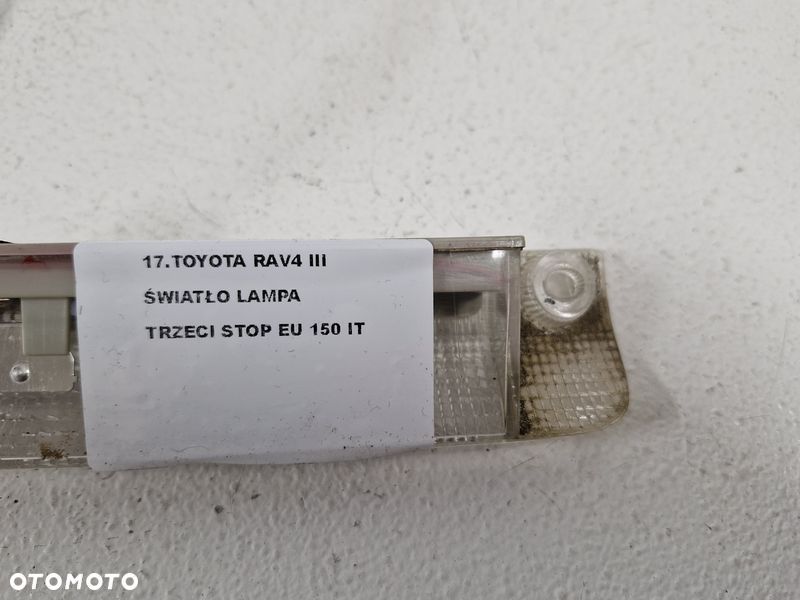 17.TOYOTA RAV4 III
ŚWIATŁO LAMPA
TRZECI STOP EU 150 IT
OTOMOTO